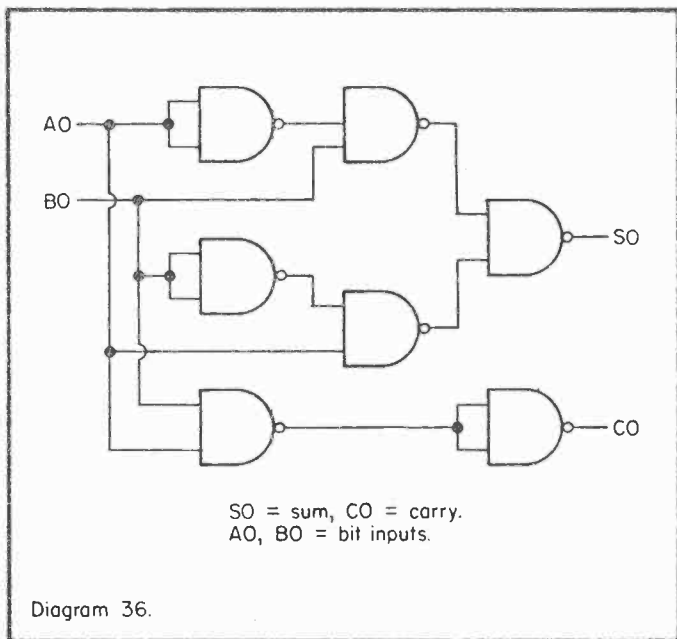 AO
BO
SO
CO
SO = sum, CO = carry.
AO, BO = bit inputs.
Diagram 36.